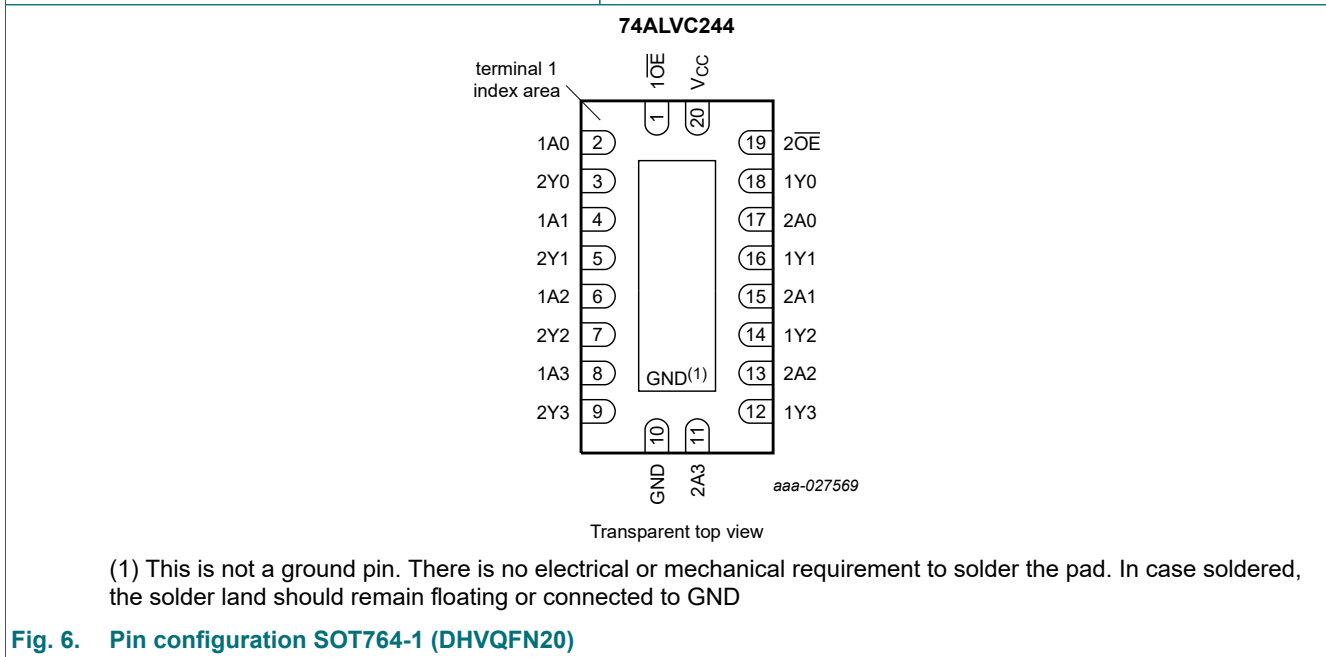 74ALVC244
terminal 1
index area
1O̅E̅
VCC
1
20
1A0 2
19 2O̅E̅
2Y0 3
18 1Y0
1A1 4
17 2A0
2Y1 5
16 1Y1
1A2 6
15 2A1
2Y2 7
14 1Y2
1A3 8
GND(1)
13 2A2
2Y3 9
12 1Y3
10
11
GND
2A3
aaa-027569
Transparent top view
(1) This is not a ground pin. There is no electrical or mechanical requirement to solder the pad. In case soldered,
the solder land should remain floating or connected to GND
Fig. 6. Pin configuration SOT764-1 (DHVQFN20)